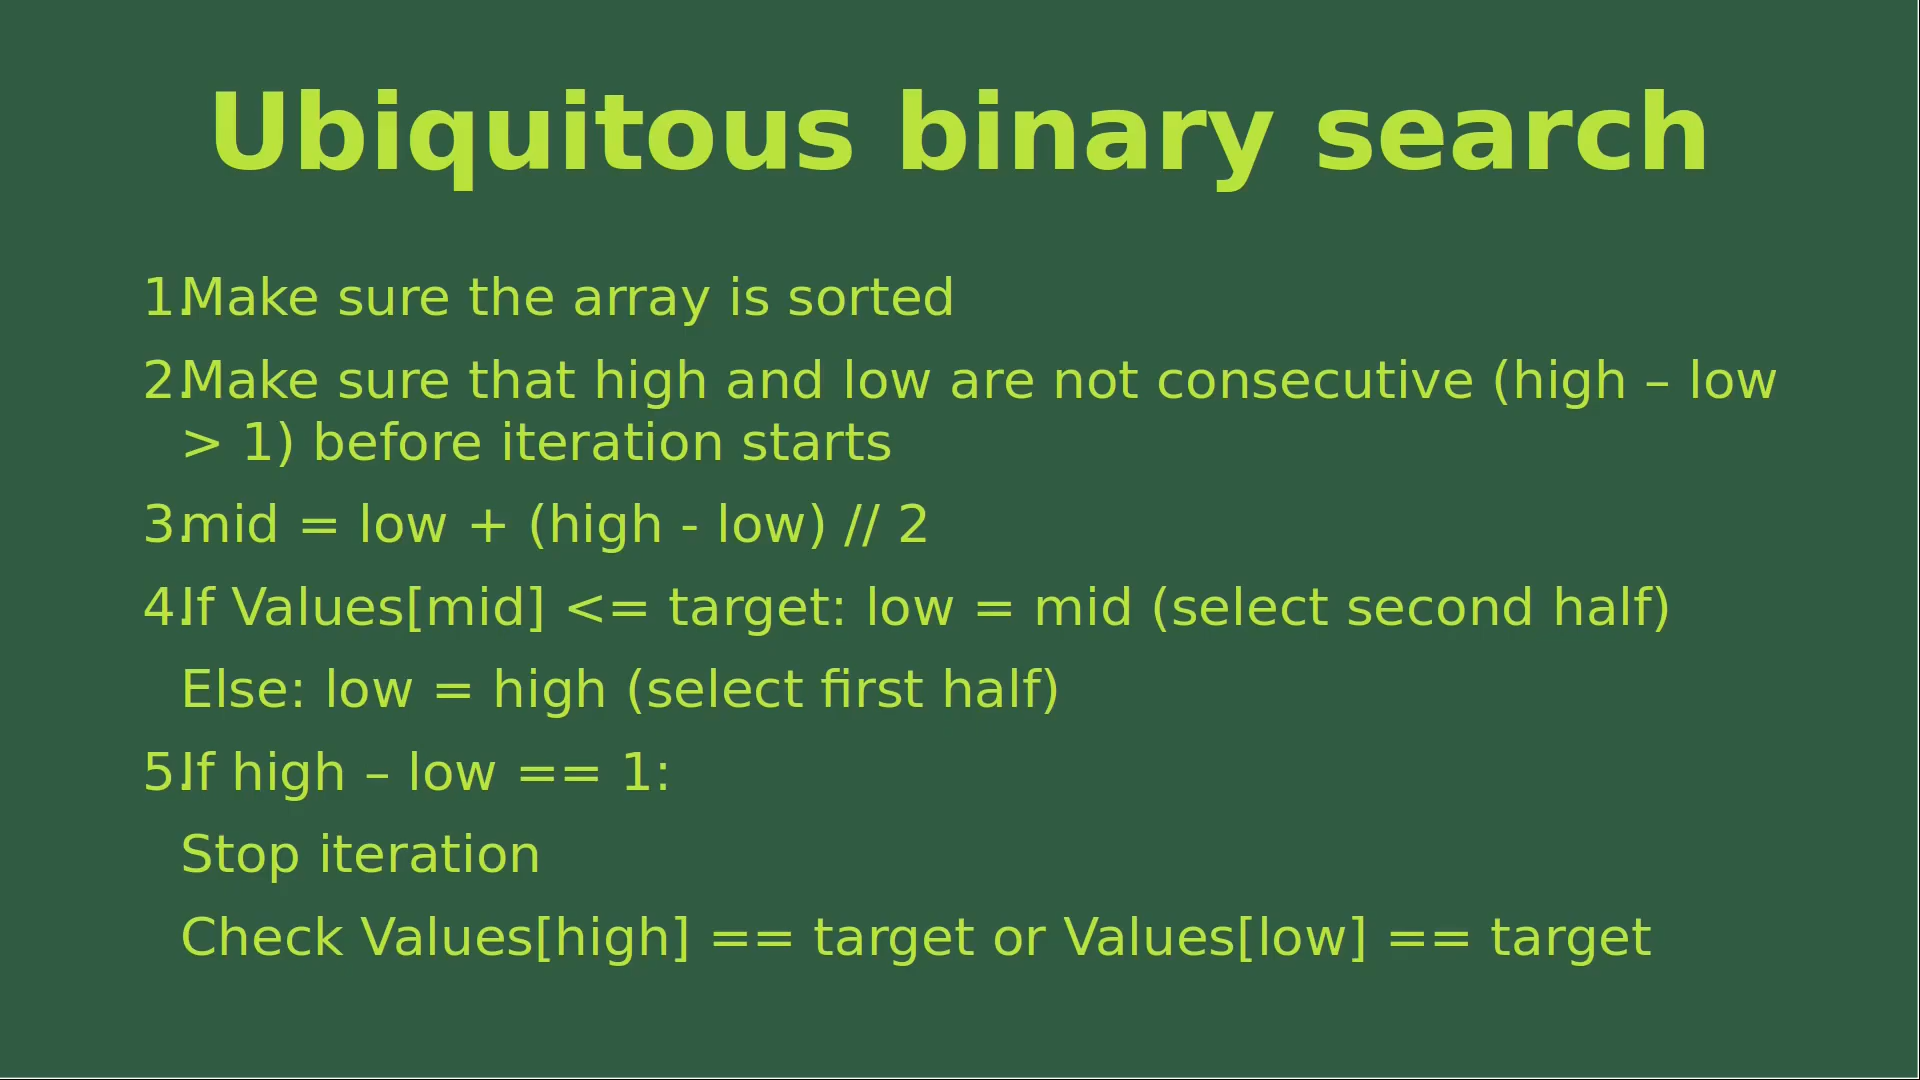 Ubiquitous binary search
1.Make sure the array is sorted
2.Make sure that high and low are not consecutive (high – low
> 1) before iteration starts
3.mid = low + (high - low) // 2
4.If Values[mid] <= target: low = mid (select second half)
Else: low = high (select first half)
5.If high – low == 1:
Stop iteration
Check Values[high] == target or Values[low] == target